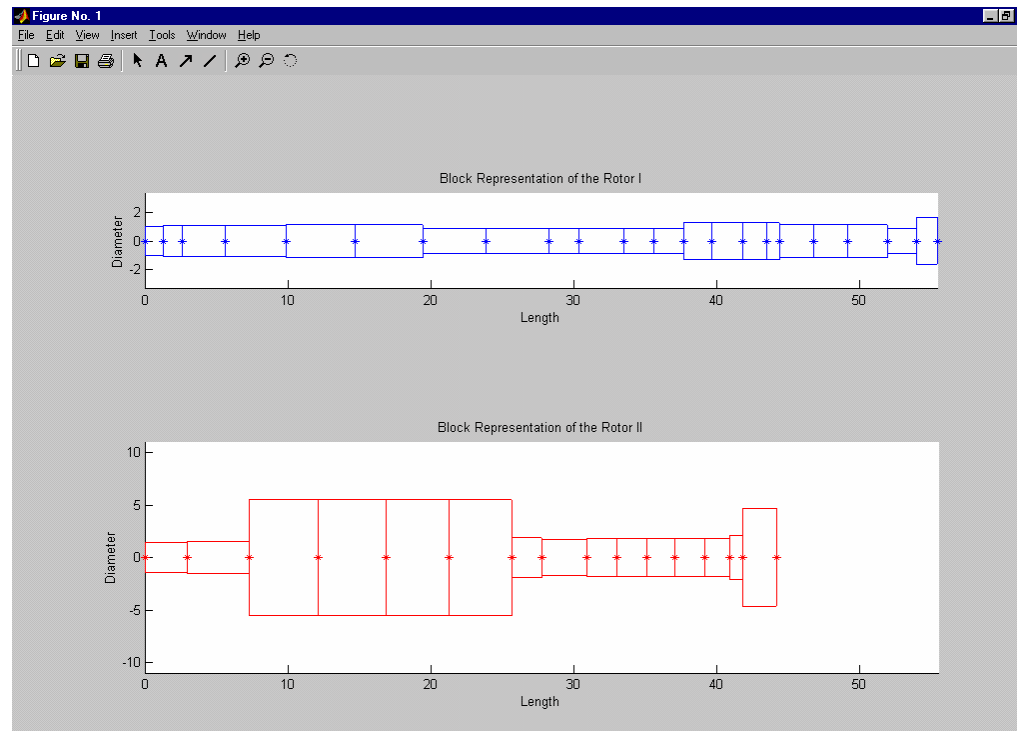 Figure No. 1
File Edit View Insert Tools Window Help
A
Block Representation of the Rotor I
Diameter
2
0
-2
0 10 20 30 40 50
Length
Block Representation of the Rotor II
Diameter
10
5
0
-5
-10
0 10 20 30 40 50
Length